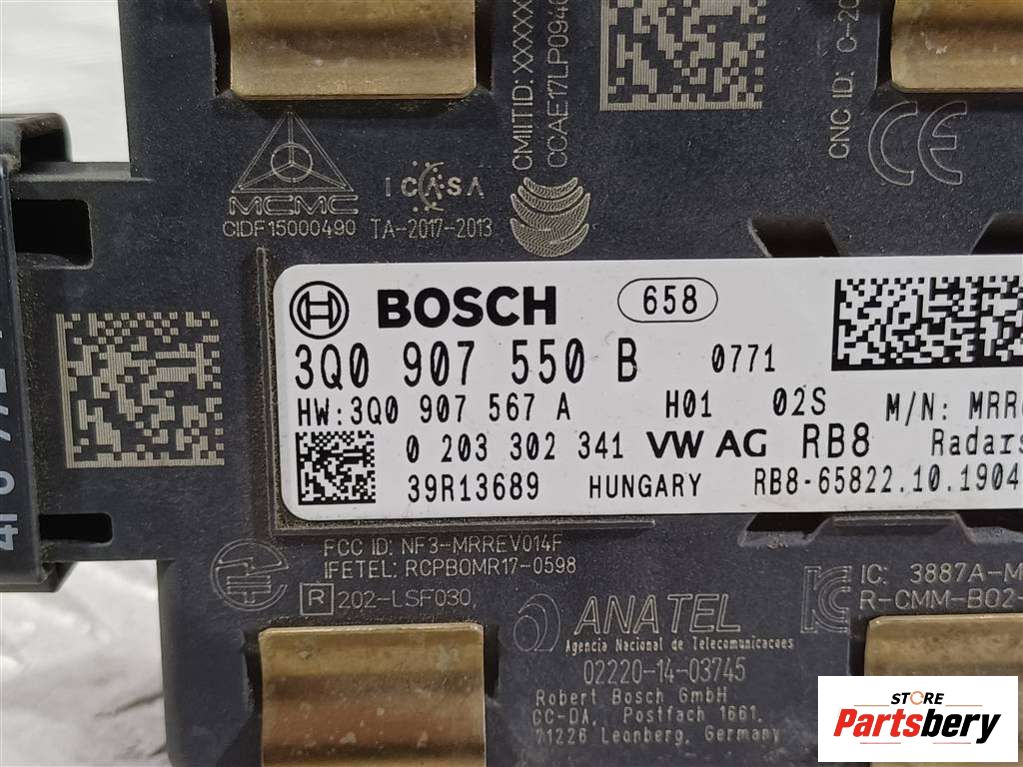 CMIITID: XXXXX
CCAE17LP0940
CNC ID: C-20
CE
MCMC
CIDF15000490
ICASA
TA-2017-2013
BOSCH 658
3Q0 907 550 B 0771
HW:3Q0 907 567 A H01 02S M/N: MRR
0 203 302 341 VW AG RB8 Radars
39R13689 HUNGARY RB8-65822.10.1904
FCC ID: NF3-MRREV014F
IFETEL: RCPBOMR17-0598
R 202-LSF030,
IC: 3887A-M
R-CMM-BO2-
ANATEL
Agencia Nacional de Telecomunicacaes
02220-14-03745
Robert Bosch GmbH
CC-DA, Postfach 1661,
71226 Leonberg, Germany
STORE
Partsbery